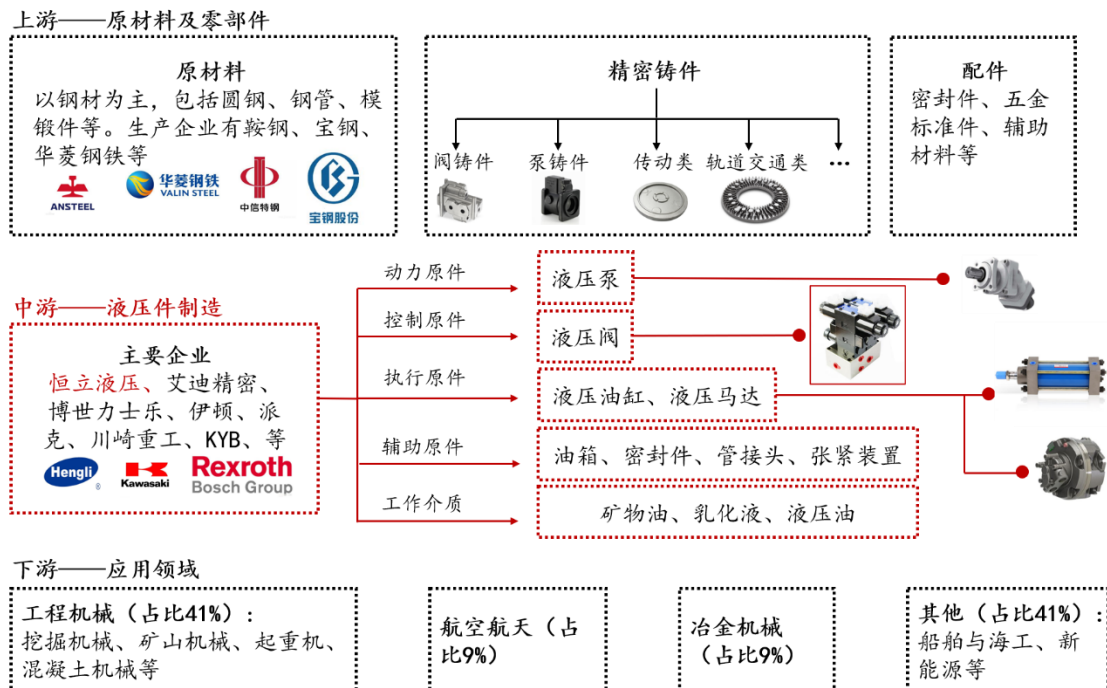 上游——原材料及零部件
原材料
以钢材为主，包括圆钢、钢管、模
锻件等。生产企业有鞍钢、宝钢、
华菱钢铁等
ANSTEEL
华菱钢铁
VALIN STEEL
中信特钢
宝钢股份
精密铸件
阀铸件
泵铸件
传动类
轨道交通类
...
配件
密封件、五金
标准件、辅助
材料等
中游——液压件制造
主要企业
恒立液压、艾迪精密、
博世力士乐、伊顿、派
克、川崎重工、KYB、等
Hengli
®
Kawasaki
Rexroth
Bosch Group
动力原件
液压泵
控制原件
液压阀
执行原件
液压油缸、液压马达
辅助原件
油箱、密封件、管接头、张紧装置
工作介质
矿物油、乳化液、液压油
下游——应用领域
工程机械（占比41%）：
挖掘机械、矿山机械、起重机、
混凝土机械等
航空航天（占
比9%）
冶金机械
（占比9%）
其他（占比41%）：
船舶与海工、新
能源等